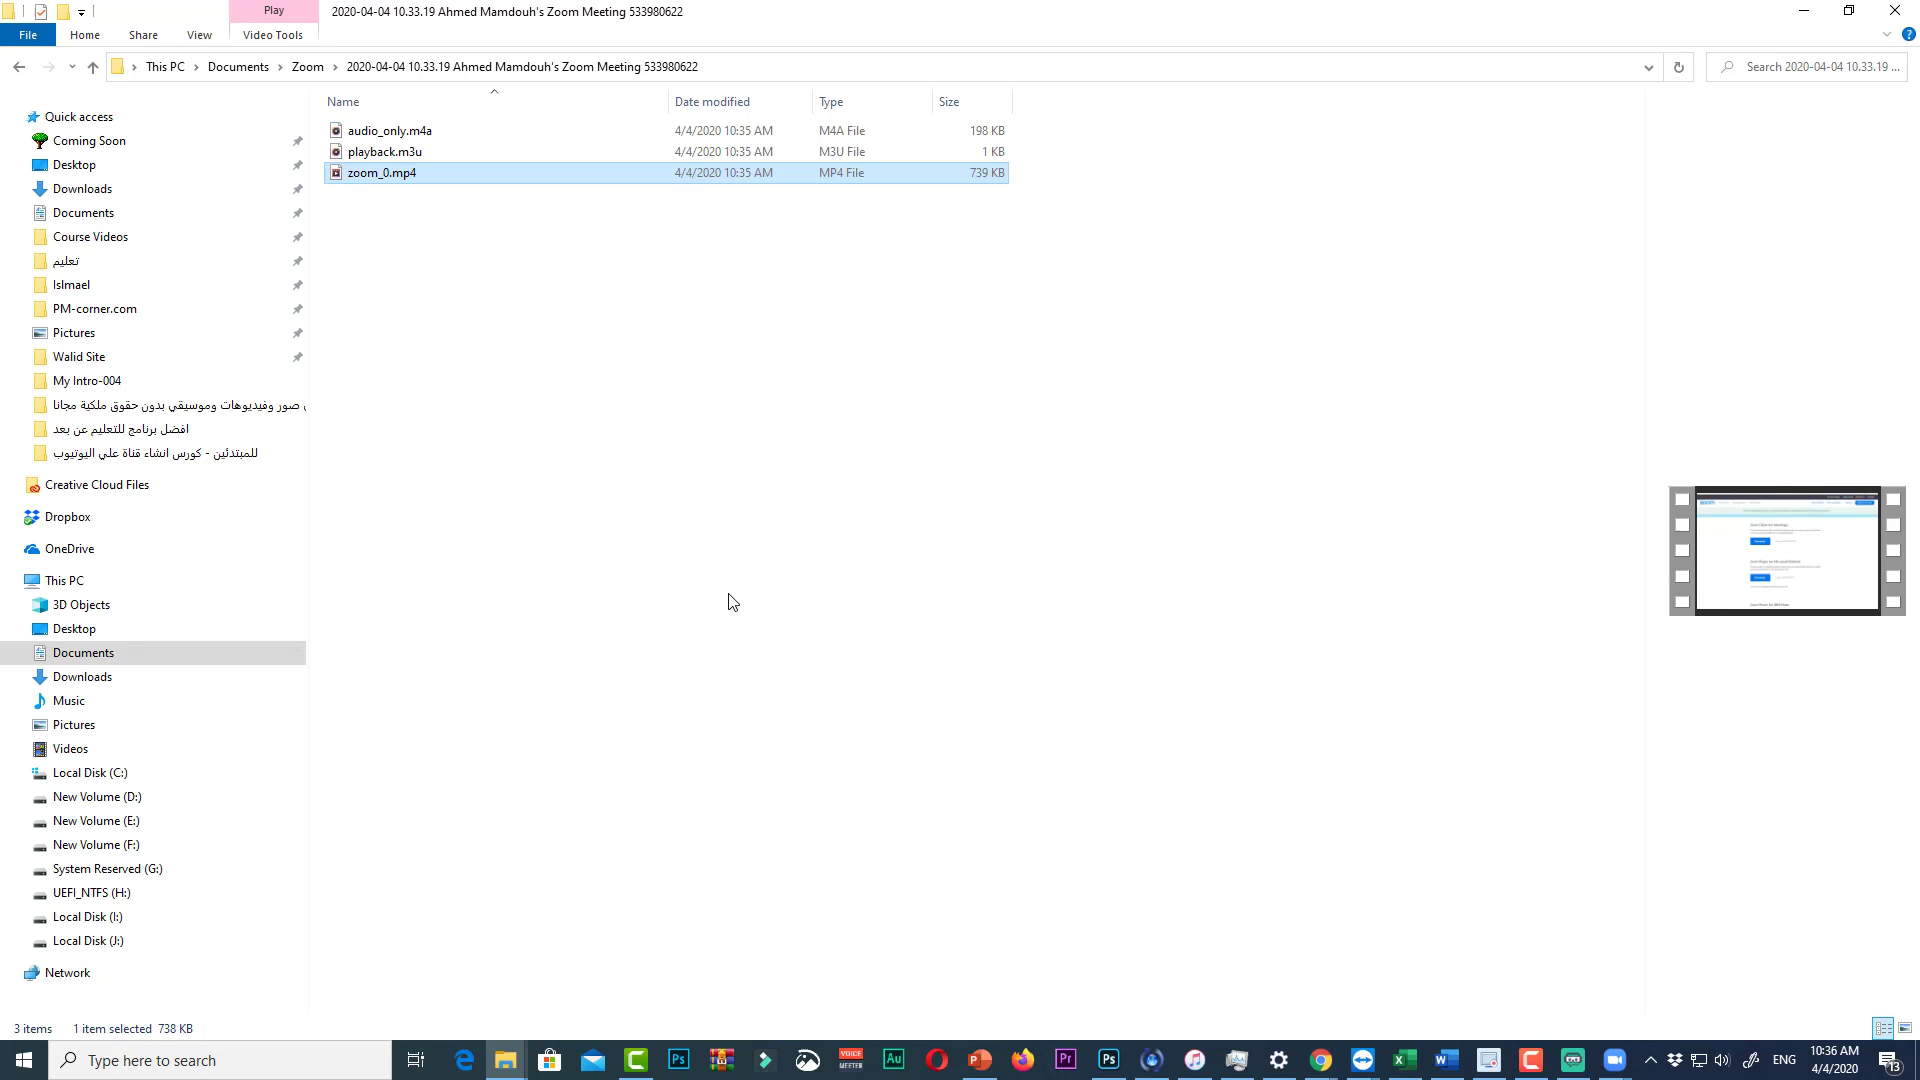 Play
2020-04-04 10.33.19 Ahmed Mamdouh's Zoom Meeting 533980622
File
Home
Share
View
Video Tools
This PC
Documents
Zoom
2020-04-04 10.33.19 Ahmed Mamdouh's Zoom Meeting 533980622
Search 2020-04-04 10.33.19 ...
Name
Date modified
Type
Size
audio_only.m4a 4/4/2020 10:35 AM M4A File 198 KB
playback.m3u 4/4/2020 10:35 AM M3U File 1 KB
zoom_0.mp4 4/4/2020 10:35 AM MP4 File 739 KB
Quick access
Coming Soon
Desktop
Downloads
Documents
Course Videos
تعليم
Islmael
PM-corner.com
Pictures
Walid Site
My Intro-004
صور وفيديوهات وموسيقي بدون حقوق ملكية مجانا
افضل برنامج للتعليم عن بعد
للمبتدئين - كورس انشاء قناة علي اليوتيوب
Creative Cloud Files
Dropbox
OneDrive
This PC
3D Objects
Desktop
Documents
Downloads
Music
Pictures
Videos
Local Disk (C:)
New Volume (D:)
New Volume (E:)
New Volume (F:)
System Reserved (G:)
UEFI_NTFS (H:)
Local Disk (I:)
Local Disk (J:)
Network
3 items
1 item selected 738 KB
Type here to search
Ps
VOICE
MEETER
Au
Pr
Ps
ENG
10:36 AM
4/4/2020
13